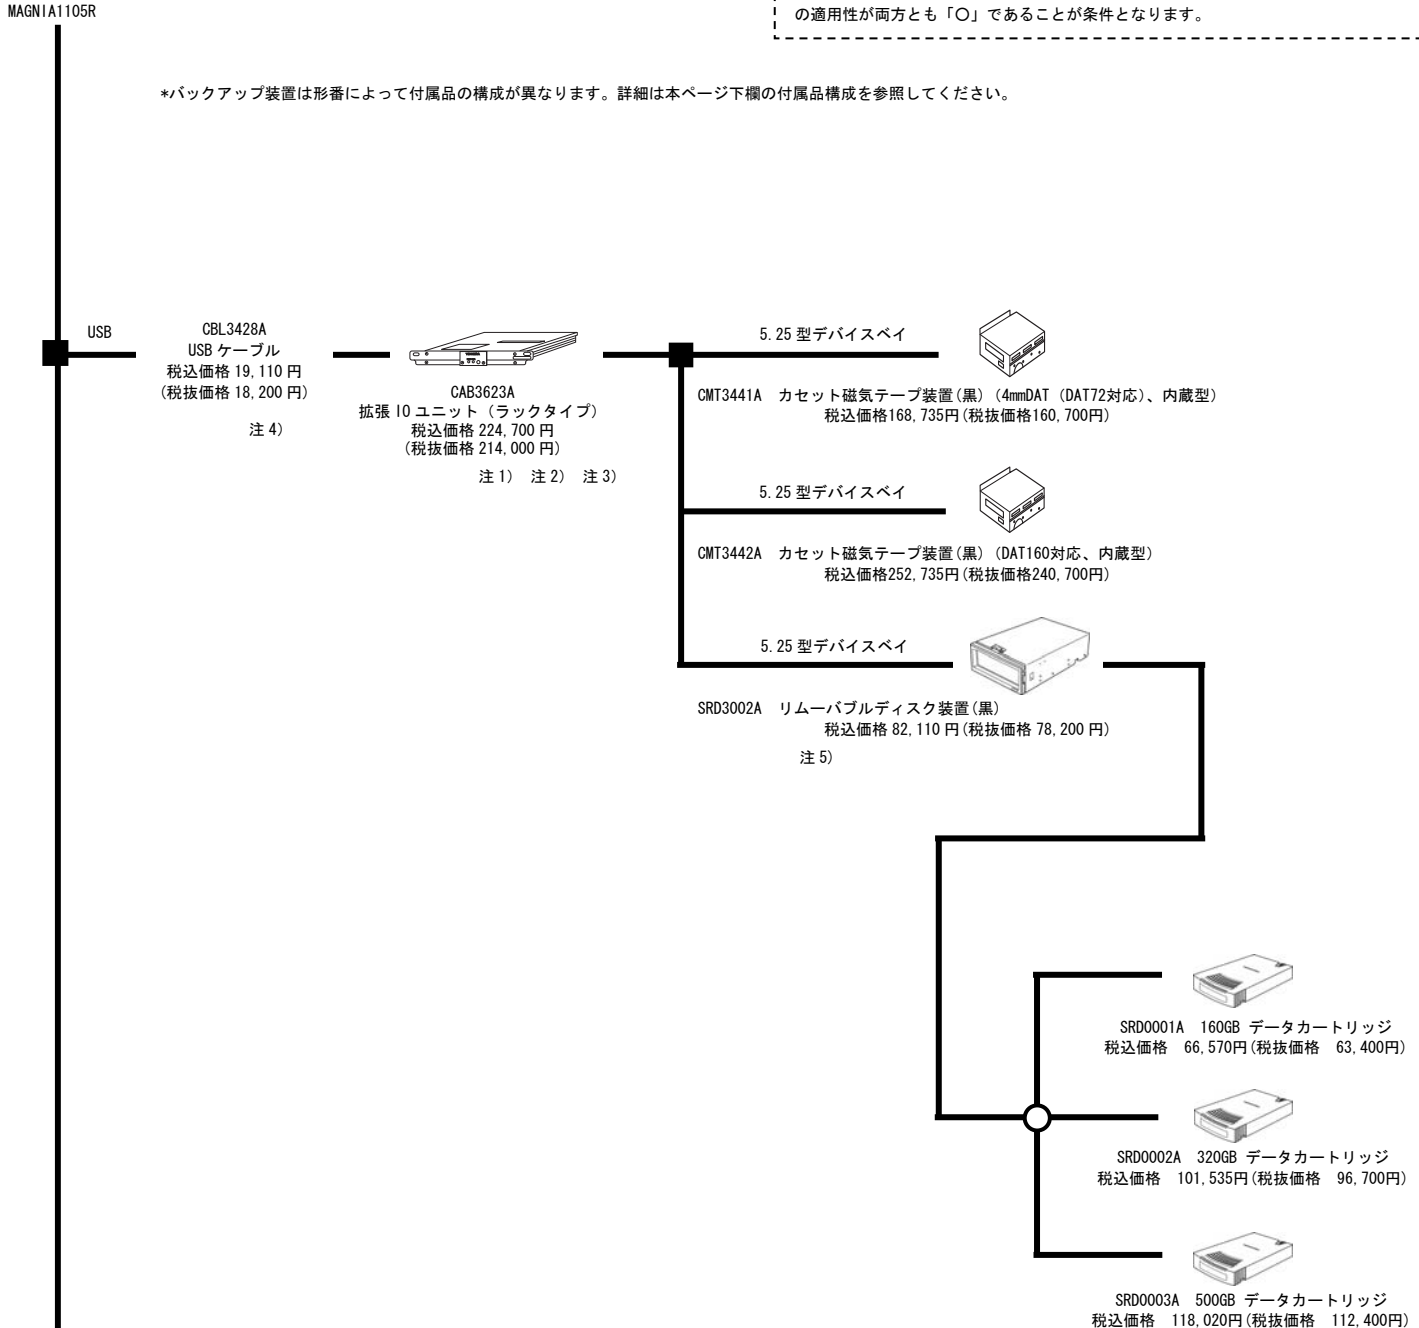 MAGNIA1105R
の適用性が両方とも「〇」であることが条件となります。
*バックアップ装置は形番によって付属品の構成が異なります。詳細は本ページ下欄の付属品構成を参照してください。
USB
CBL3428A
USB ケーブル
税込価格 19,110 円
(税抜価格 18,200 円)
注 4)
CAB3623A
拡張 IO ユニット（ラックタイプ）
税込価格 224,700 円
(税抜価格 214,000 円)
注 1)　注 2)　注 3)
5.25 型デバイスベイ
CMT3441A　カセット磁気テープ装置(黒)（4mmDAT（DAT72対応）、内蔵型）
税込価格168,735円(税抜価格160,700円)
5.25 型デバイスベイ
CMT3442A　カセット磁気テープ装置(黒)（DAT160対応、内蔵型）
税込価格252,735円(税抜価格240,700円)
5.25 型デバイスベイ
SRD3002A　リムーバブルディスク装置(黒)
税込価格 82,110 円(税抜価格 78,200 円)
注 5)
SRD0001A　160GB データカートリッジ
税込価格　66,570円(税抜価格　63,400円)
SRD0002A　320GB データカートリッジ
税込価格　101,535円(税抜価格　96,700円)
SRD0003A　500GB データカートリッジ
税込価格　118,020円(税抜価格　112,400円)